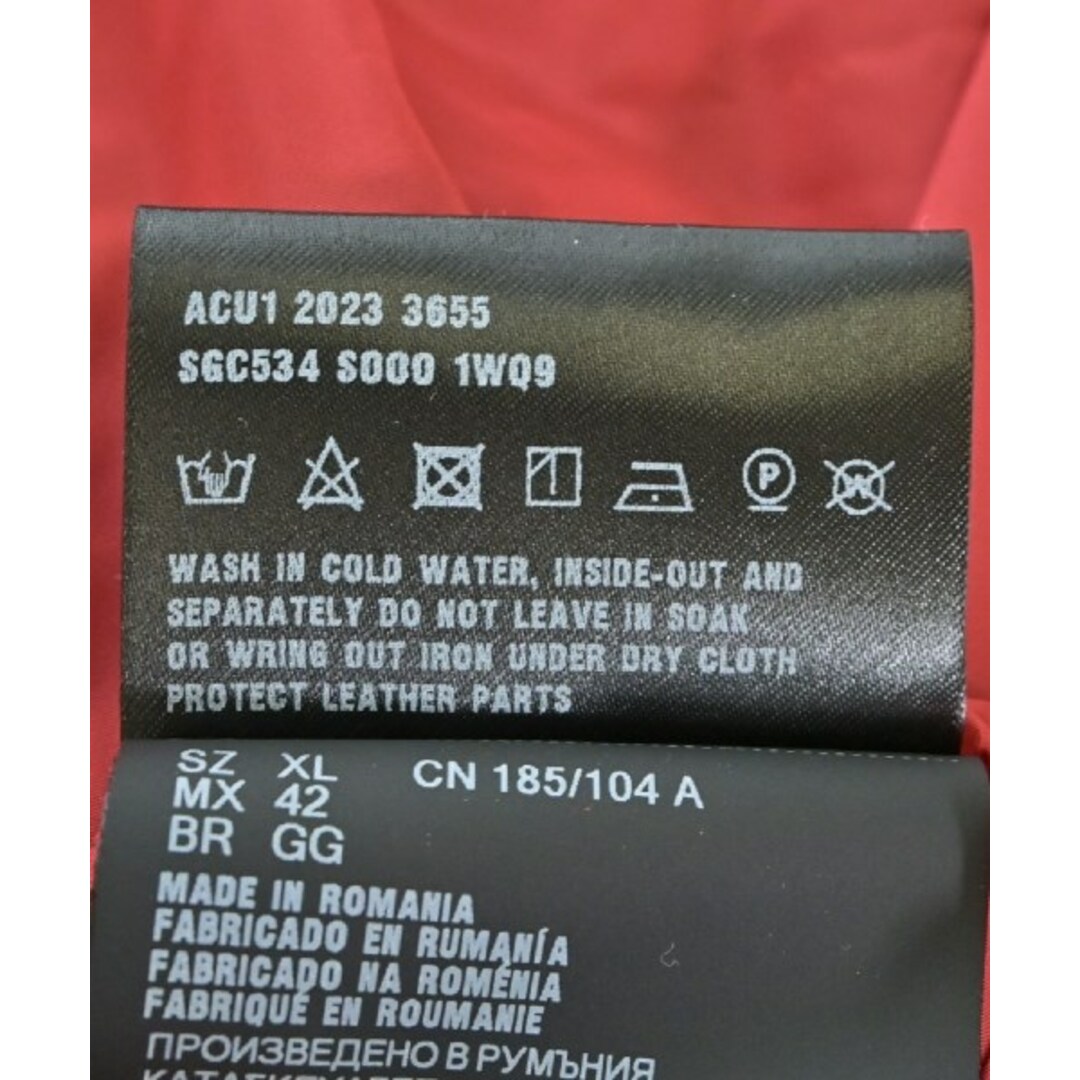 ACU1 2023 3655
SGC534 S000 1WQ9
P
W
WASH IN COLD WATER, INSIDE-OUT AND
SEPARATELY DO NOT LEAVE IN SOAK
OR WRING OUT IRON UNDER DRY CLOTH
PROTECT LEATHER PARTS
SZ XL CN 185/104 A
MX 42
BR GG
MADE IN ROMANIA
FABRICADO EN RUMANÍA
FABRICADO NA ROMÉNIA
FABRIQUÉ EN ROUMANIE
ПРОИЗВЕДЕНО В РУМЪНИЯ